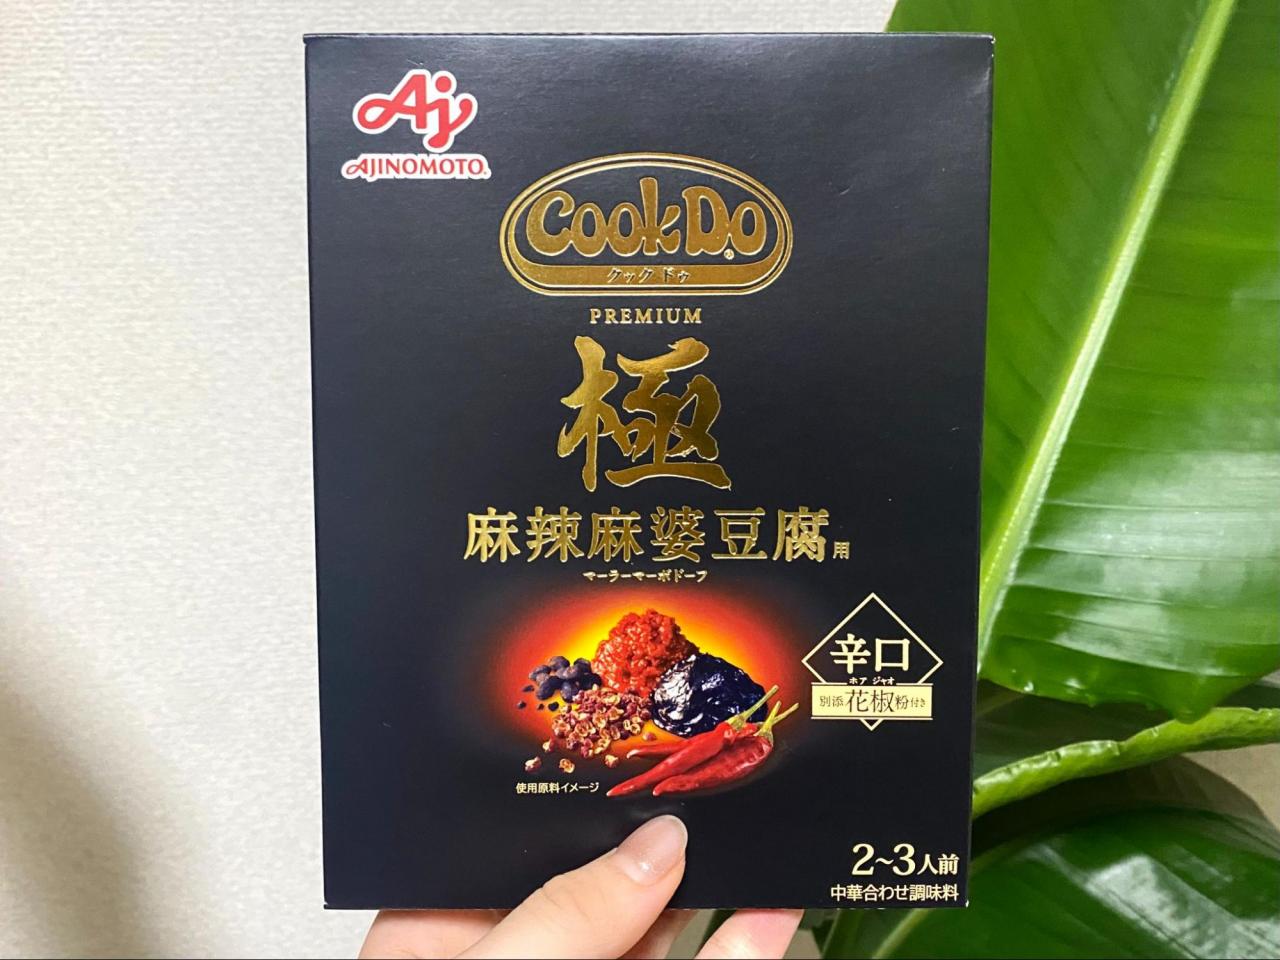 Aj
AJINOMOTO®
CookDo®
クック ドゥ
PREMIUM
極
麻辣麻婆豆腐用
マーラーマーボドーフ
辛口
ホア ジャオ
別添花椒粉付き
使用原料イメージ
2~3人前
中華合わせ調味料